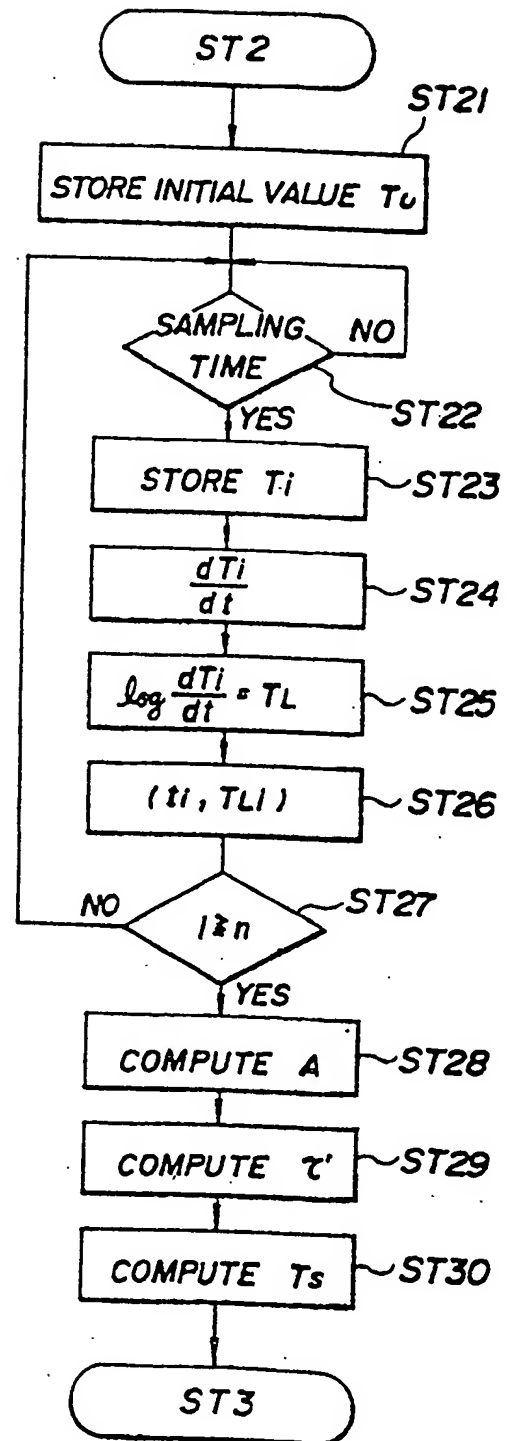 ST2
ST21
STORE INITIAL VALUE To
SAMPLING
TIME
NO
YES
ST22
STORE Ti
ST23
dTi
dt
ST24
log dTi/dt = TL
ST25
(ti, TLi)
ST26
NO
i≧n
ST27
YES
COMPUTE A
ST28
COMPUTE τ'
ST29
COMPUTE Ts
ST30
ST3